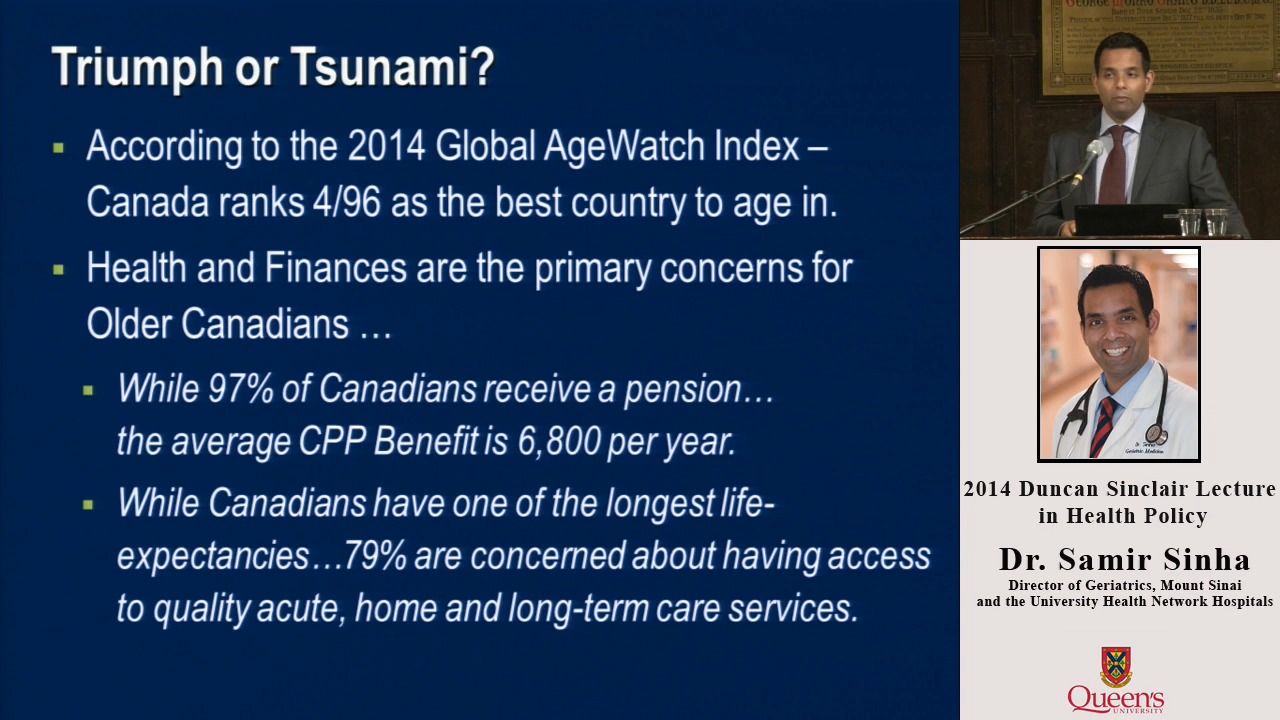 Triumph or Tsunami?
▪ According to the 2014 Global AgeWatch Index –
Canada ranks 4/96 as the best country to age in.
▪ Health and Finances are the primary concerns for
Older Canadians …
▪ While 97% of Canadians receive a pension…
the average CPP Benefit is 6,800 per year.
▪ While Canadians have one of the longest life-
expectancies…79% are concerned about having access
to quality acute, home and long-term care services.
Dr. Sinha
Geriatric Medicine
2014 Duncan Sinclair Lecture
in Health Policy
Dr. Samir Sinha
Director of Geriatrics, Mount Sinai
and the University Health Network Hospitals
Queen's
UNIVERSITY